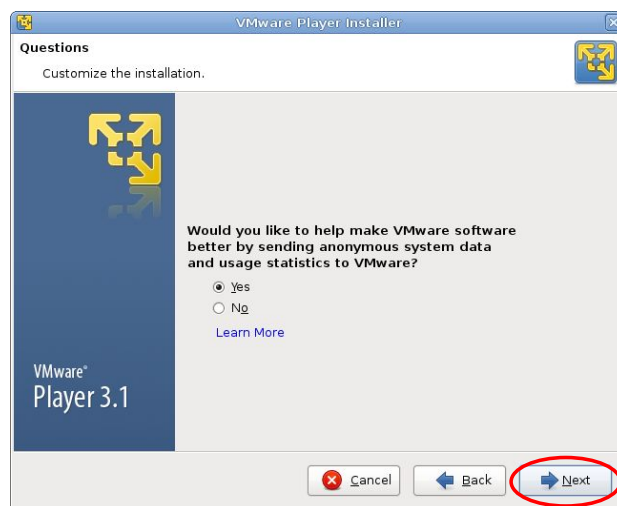 VMware Player Installer
Questions
Customize the installation.
Would you like to help make VMware software
better by sending anonymous system data
and usage statistics to VMware?
Yes
No
Learn More
VMware®
Player 3.1
Cancel
Back
Next